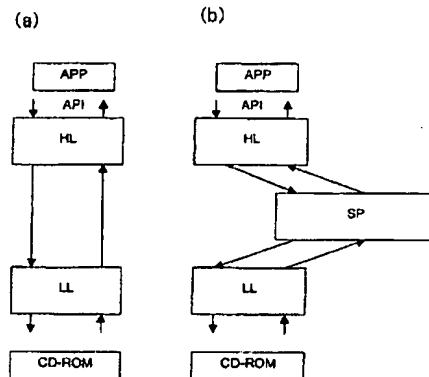 (a)
APP
API
HL
LL
CD-ROM
(b)
APP
API
HL
SP
LL
CD-ROM